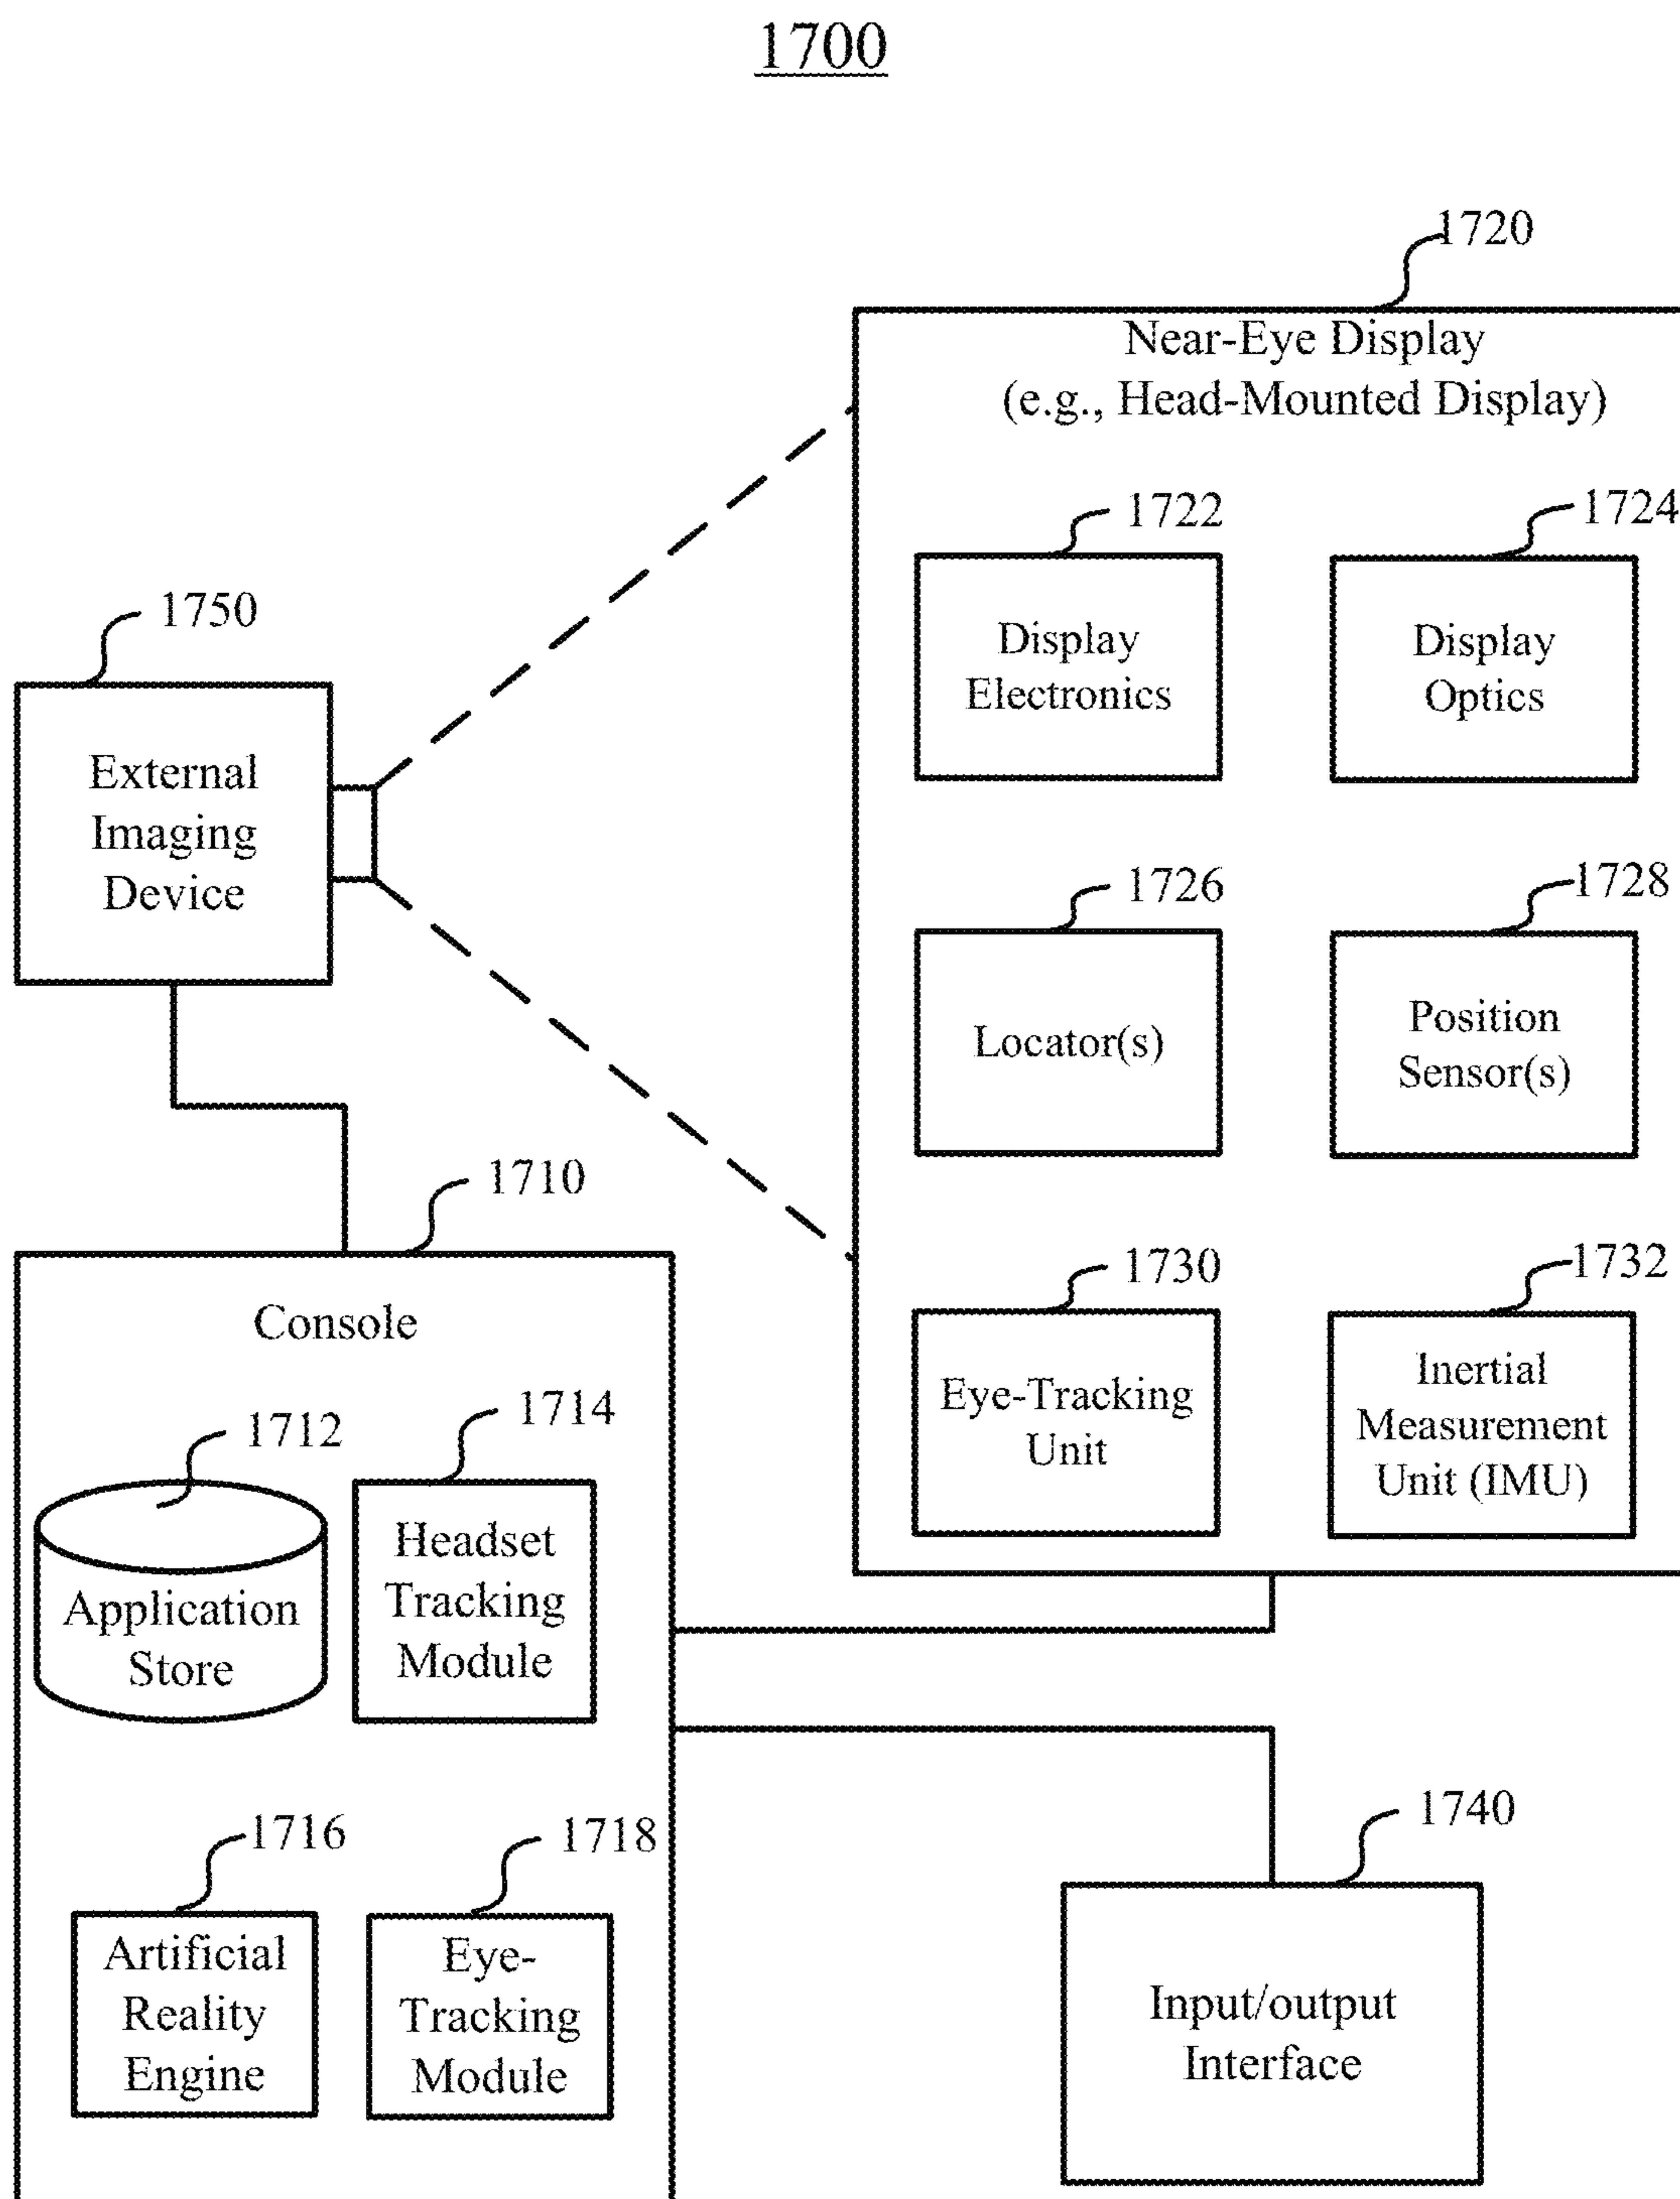 1700
1720
Near-Eye Display
(e.g., Head-Mounted Display)
1722
Display
Electronics
1724
Display
Optics
1750
External
Imaging
Device
1726
Locator(s)
1728
Position
Sensor(s)
1710
Console
1730
Eye-Tracking
Unit
1732
Inertial
Measurement
Unit (IMU)
1712
Application
Store
1714
Headset
Tracking
Module
1716
Artificial
Reality
Engine
1718
Eye-
Tracking
Module
1740
Input/output
Interface